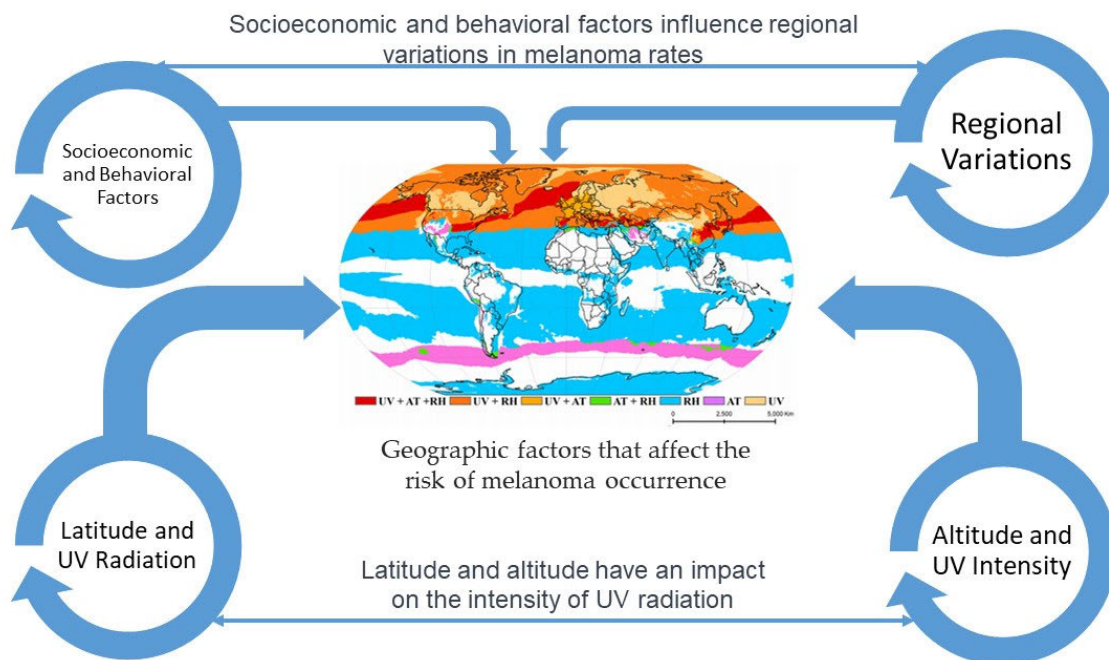 Socioeconomic and behavioral factors influence regional
variations in melanoma rates
Socioeconomic
and Behavioral
Factors
Regional
Variations
UV + AT +RH UV + RH UV + AT AT + RH RH AT UV
0 2,500 5,000 Km
Geographic factors that affect the
risk of melanoma occurrence
Latitude and
UV Radiation
Altitude and
UV Intensity
Latitude and altitude have an impact
on the intensity of UV radiation